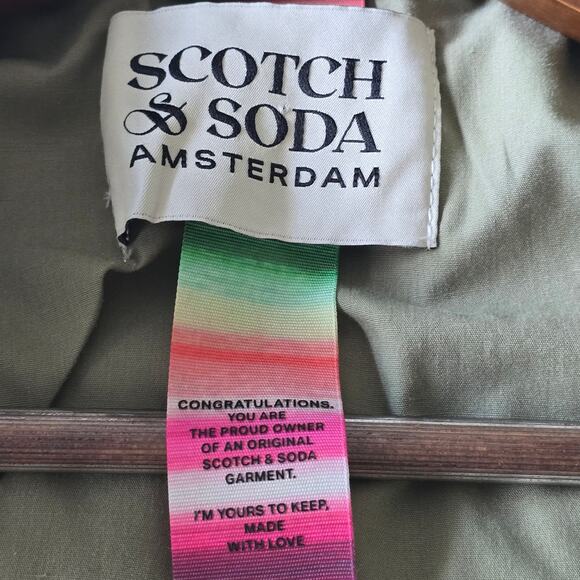 SCOTCH
& SODA
AMSTERDAM
CONGRATULATIONS.
YOU ARE
THE PROUD OWNER
OF AN ORIGINAL
SCOTCH & SODA
GARMENT.
I'M YOURS TO KEEP,
MADE
WITH LOVE